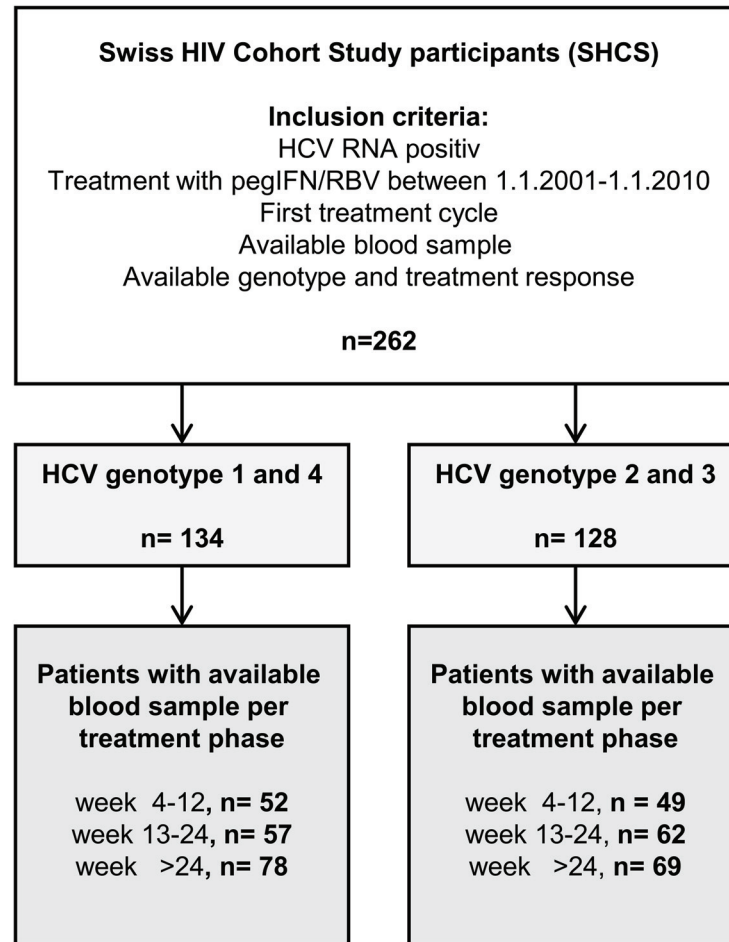 Swiss HIV Cohort Study participants (SHCS)
Inclusion criteria:
HCV RNA positiv
Treatment with pegIFN/RBV between 1.1.2001-1.1.2010
First treatment cycle
Available blood sample
Available genotype and treatment response
n=262
HCV genotype 1 and 4
n= 134
HCV genotype 2 and 3
n= 128
Patients with available
blood sample per
treatment phase
week 4-12, n= 52
week 13-24, n= 57
week >24, n= 78
Patients with available
blood sample per
treatment phase
week 4-12, n = 49
week 13-24, n= 62
week >24, n= 69